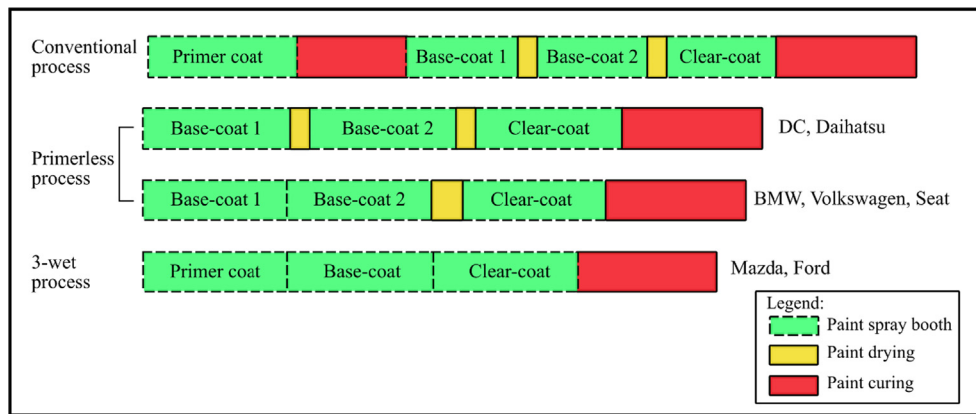 Conventional
process
Primer coat
Base-coat 1
Base-coat 2
Clear-coat
Primerless
process
Base-coat 1
Base-coat 2
Clear-coat
DC, Daihatsu
Base-coat 1
Base-coat 2
Clear-coat
BMW, Volkswagen, Seat
3-wet
process
Primer coat
Base-coat
Clear-coat
Mazda, Ford
Legend:
Paint spray booth
Paint drying
Paint curing